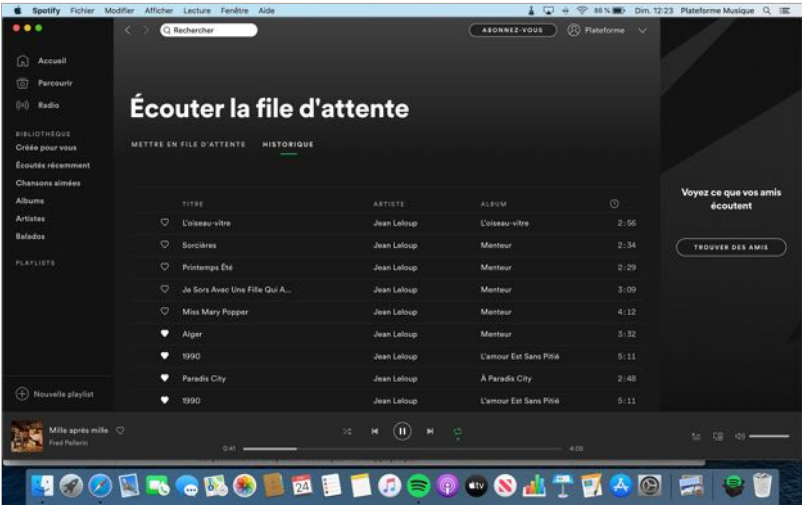 Spotify Fichier Modifier Afficher Lecture Fenêtre Aide 88 % Dim. 12:23 Plateforme Musique
Rechercher ABONNEZ-VOUS Plateforme
Accueil
Parcourir
Radio
BIBLIOTHÈQUE
Créée pour vous
Écoutés récemment
Chansons aimées
Albums
Artistes
Balados
PLAYLISTS
Nouvelle playlist
Écouter la file d'attente
METTRE EN FILE D'ATTENTE HISTORIQUE
TITRE ARTISTE ALBUM
L'oiseau-vitre Jean Leloup L'oiseau-vitre 2:56
Sorcières Jean Leloup Menteur 2:34
Printemps Été Jean Leloup Menteur 2:29
Je Sors Avec Une Fille Qui A... Jean Leloup Menteur 3:09
Miss Mary Popper Jean Leloup Menteur 4:12
Alger Jean Leloup Menteur 3:32
1990 Jean Leloup L'amour Est Sans Pitié 5:11
Paradis City Jean Leloup À Paradis City 2:48
1990 Jean Leloup L'amour Est Sans Pitié 5:11
Voyez ce que vos amis
écoutent
TROUVER DES AMIS
Mille après mille
Fred Pellerin
0:41 4:05
24
tv